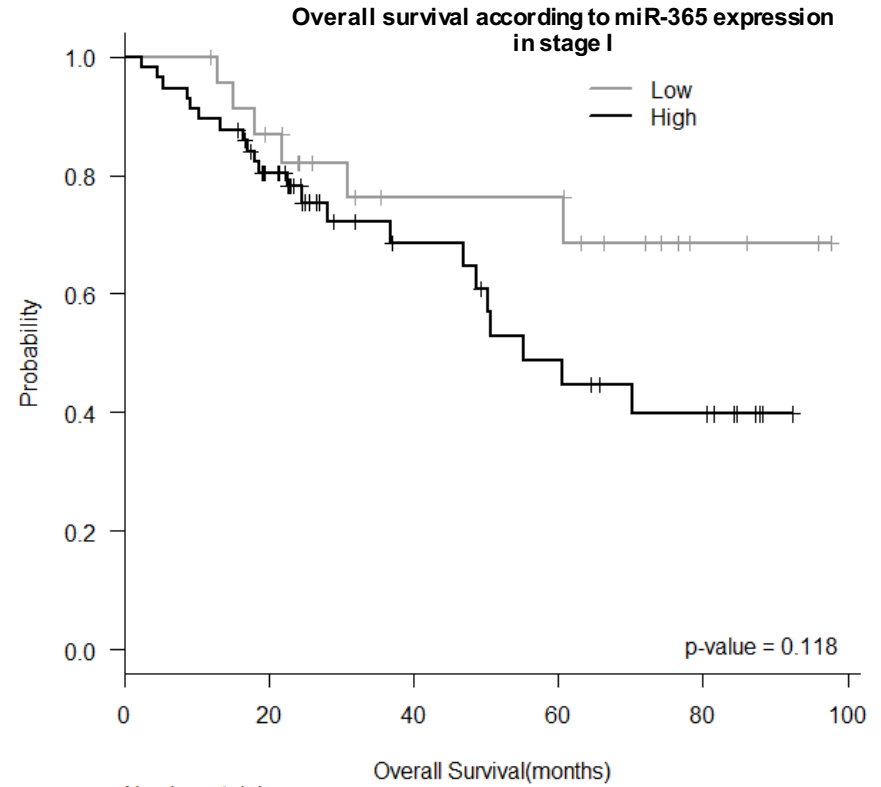 Overall survival according to miR-365 expression
in stage I
Low
High
1.0
0.8
0.6
0.4
0.2
0.0
Probability
p-value = 0.118
0 20 40 60 80 100
Overall Survival(months)